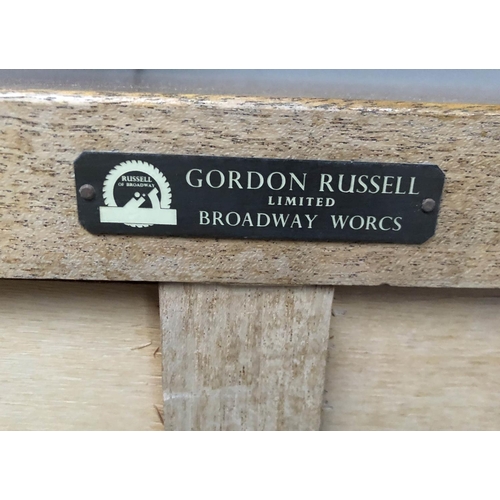 RUSSELL
OF BROADWAY
GORDON RUSSELL
LIMITED
BROADWAY WORCS